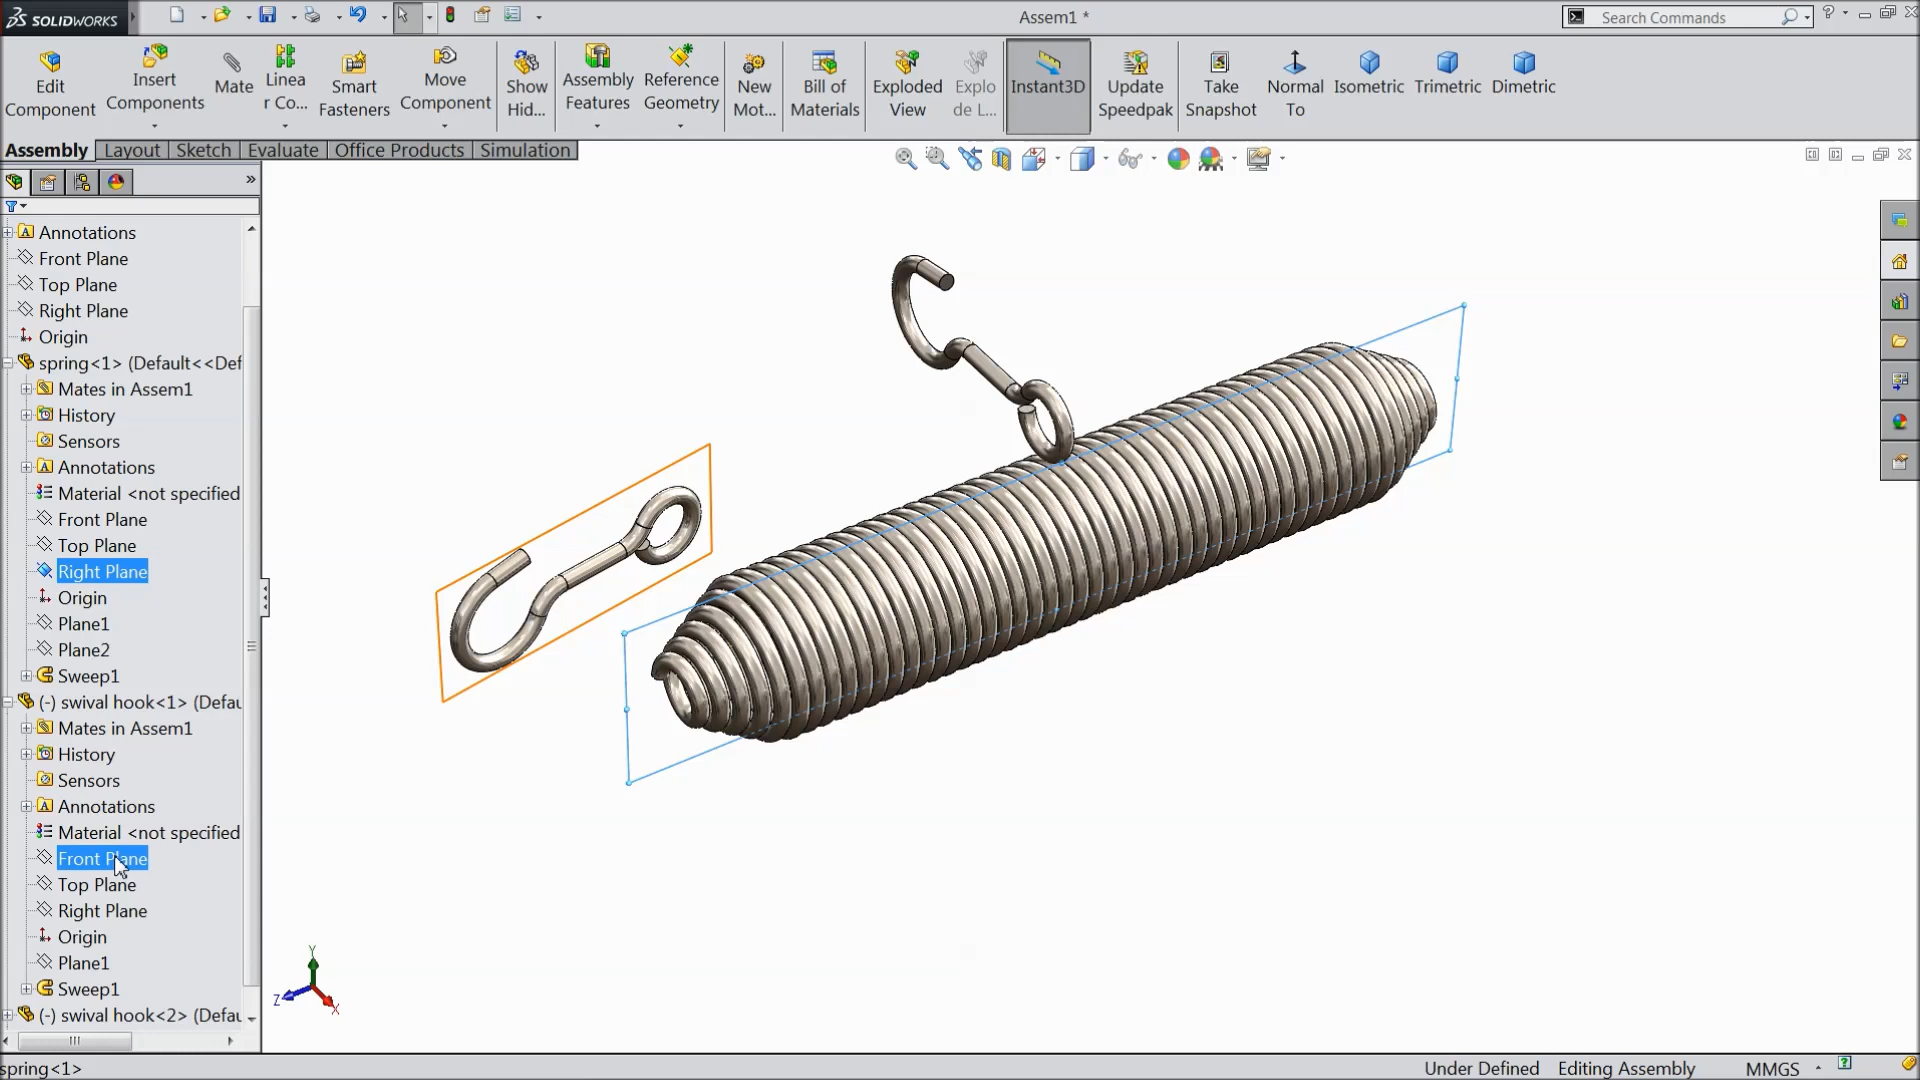 SOLIDWORKS
Assem1 *
Search Commands
?
Edit Component
Insert Components
Mate
Linea r Co...
Smart Fasteners
Move Component
Show Hid...
Assembly Features
Reference Geometry
New Mot...
Bill of Materials
Exploded View
Explo de L...
Instant3D
Update Speedpak
Take Snapshot
Normal To
Isometric
Trimetric
Dimetric
Assembly
Layout
Sketch
Evaluate
Office Products
Simulation
»
Annotations
Front Plane
Top Plane
Right Plane
Origin
spring<1> (Default<<Def
Mates in Assem1
History
Sensors
Annotations
Material <not specified
Front Plane
Top Plane
Right Plane
Origin
Plane1
Plane2
Sweep1
(-) swival hook<1> (Defau
Mates in Assem1
History
Sensors
Annotations
Material <not specified
Front Plane
Top Plane
Right Plane
Origin
Plane1
Sweep1
(-) swival hook<2> (Defau
Y
Z
X
spring<1>
Under Defined
Editing Assembly
MMGS
?